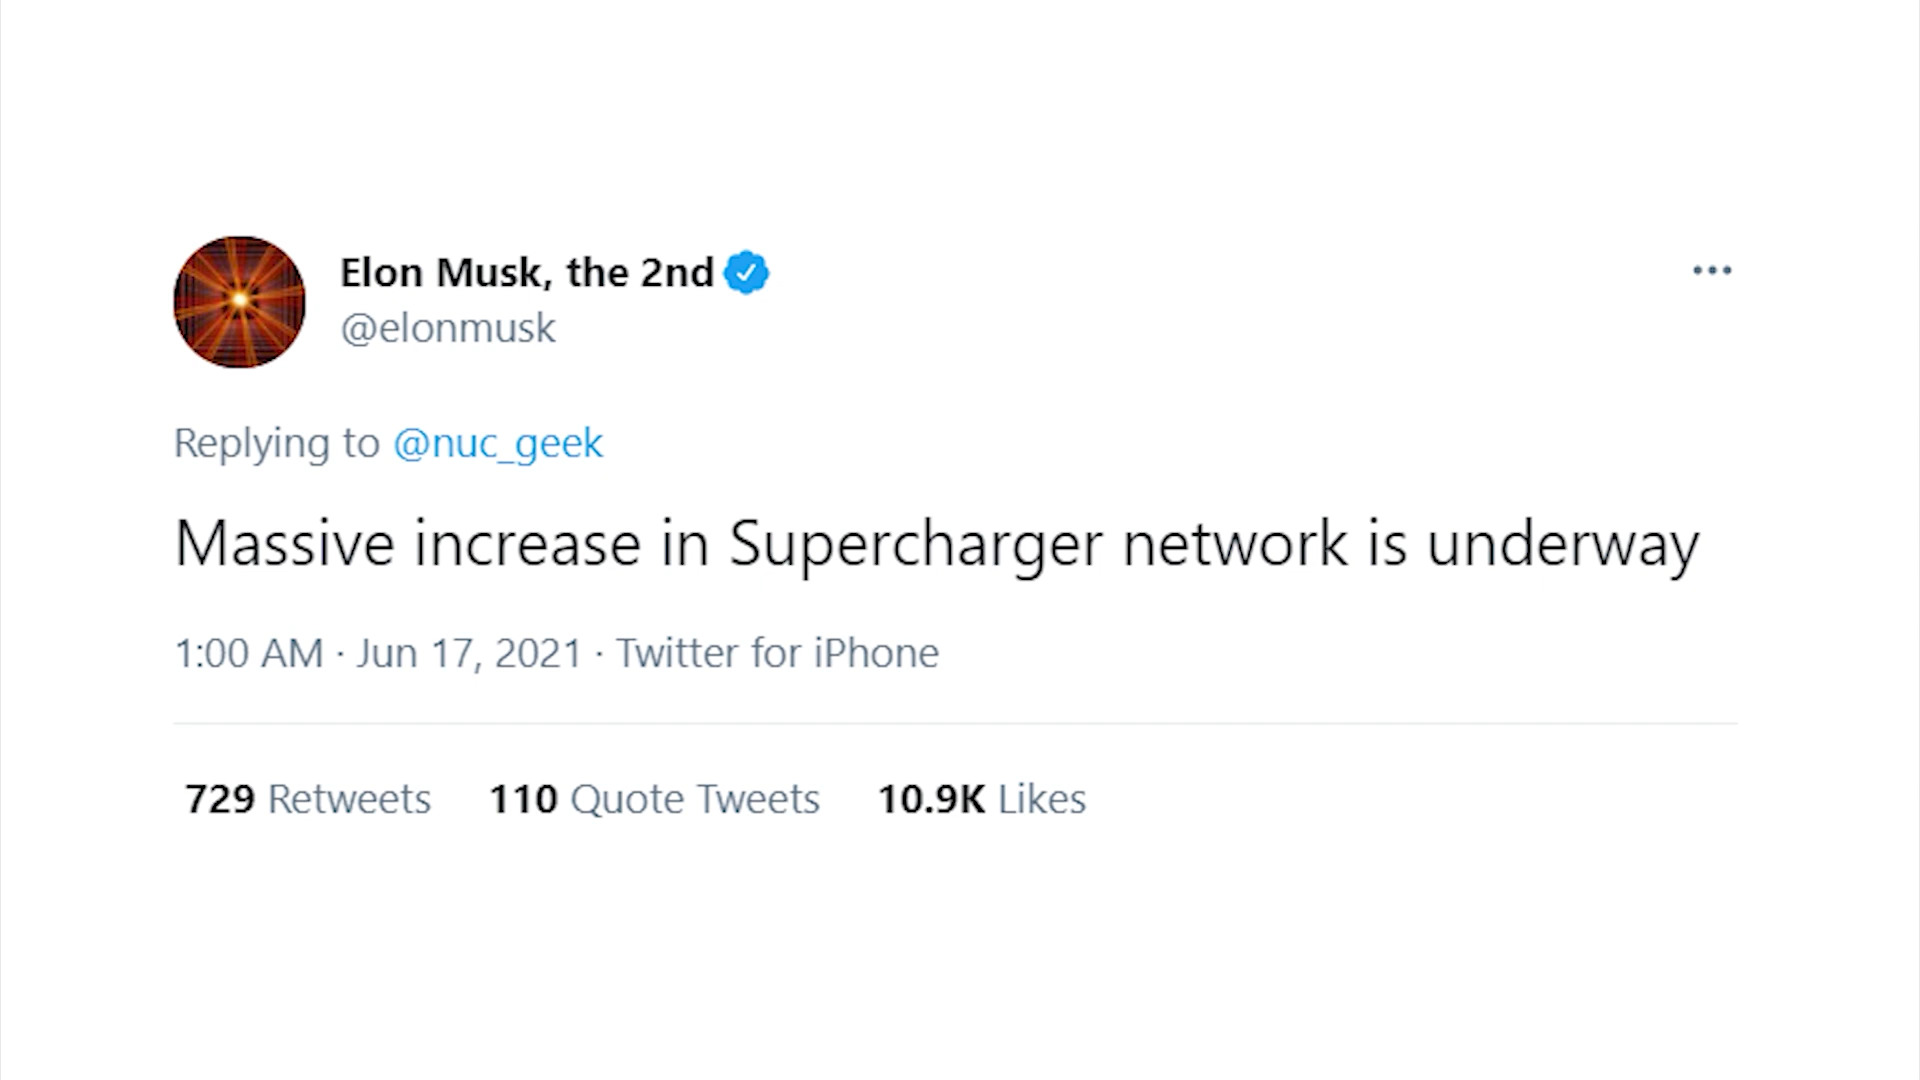 Elon Musk, the 2nd
@elonmusk
Replying to @nuc_geek
Massive increase in Supercharger network is underway
1:00 AM · Jun 17, 2021 · Twitter for iPhone
729 Retweets 110 Quote Tweets 10.9K Likes